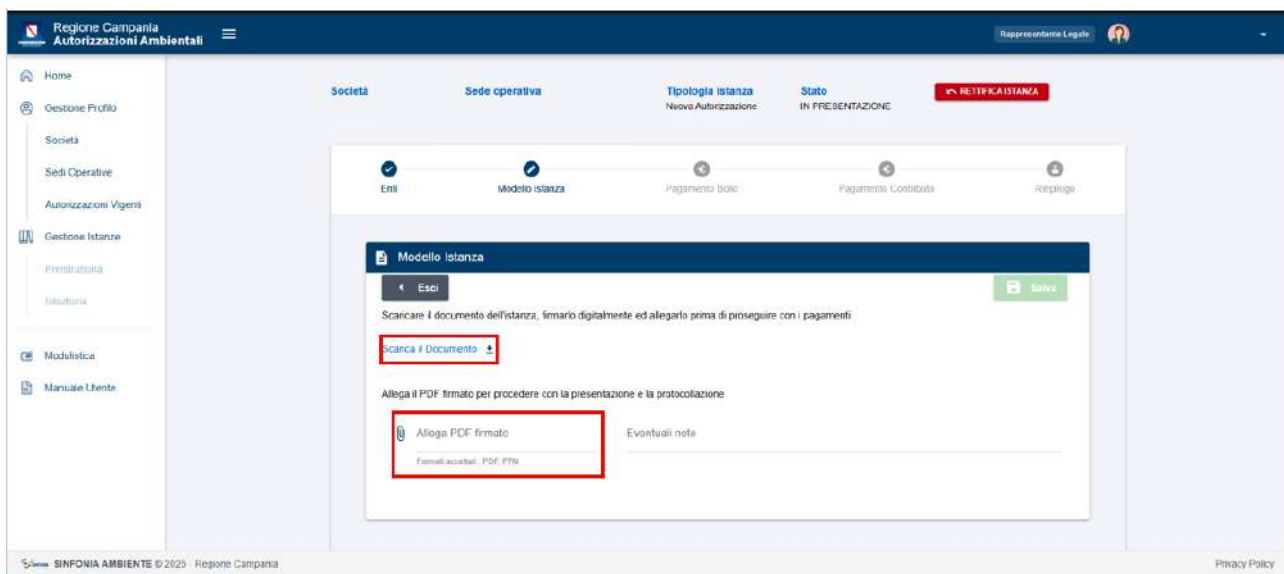 Regione Campania
Autorizzazioni Ambientali
Rappresentante Legale
Home
Gestione Profilo
Società
Sedi Operative
Autorizzazioni Vigenti
Gestione Istanze
Preistruttoria
Istruttoria
Modulistica
Manuale Utente
Società
Sede operativa
Tipologia istanza
Nuova Autorizzazione
Stato
IN PRESENTAZIONE
RETTIFICA ISTANZA
Enti
Modello istanza
Pagamento Bollo
Pagamento Contributo
Riepilogo
Modello Istanza
Esci
Salva
Scaricare il documento dell'istanza, firmarlo digitalmente ed allegarlo prima di proseguire con i pagamenti
Scarica il Documento
Allega il PDF firmato per procedere con la presentazione e la protocollazione
Allega PDF firmato
Eventuali note
Formati accettati : PDF, P7M
SINFONIA AMBIENTE © 2025 - Regione Campania
Privacy Policy